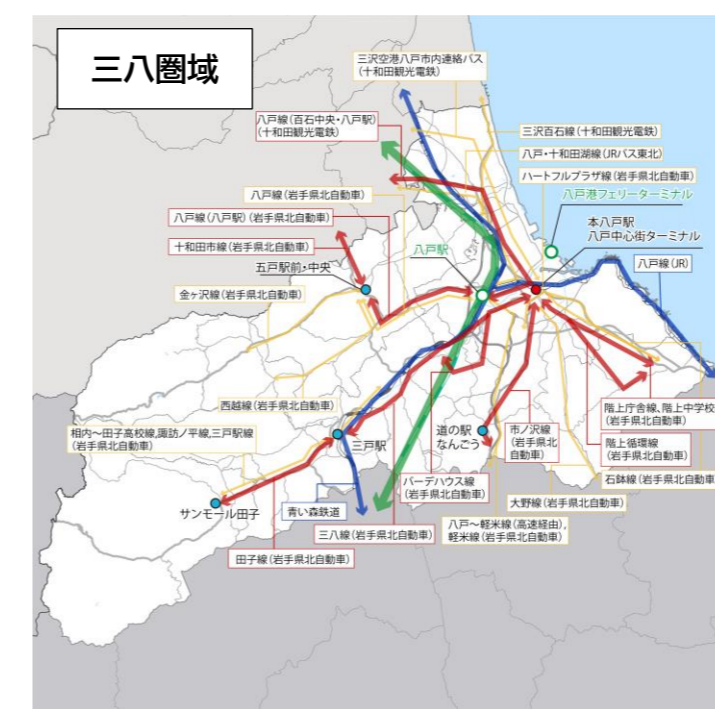 三八圏域
三沢空港八戸市内連絡バス
(十和田観光電鉄)
八戸線(百石中央・八戸駅)
(十和田観光電鉄)
三沢百石線(十和田観光電鉄)
八戸・十和田湖線(JRバス東北)
ハートフルプラザ線(岩手県北自動車)
八戸線(岩手県北自動車)
八戸港フェリーターミナル
八戸線(八戸駅)(岩手県北自動車)
本八戸駅
八戸中心街ターミナル
十和田市線(岩手県北自動車)
八戸駅
五戸駅前・中央
八戸線(JR)
金ヶ沢線(岩手県北自動車)
西越線(岩手県北自動車)
階上庁舎線、階上中学校
(岩手県北自動車)
相内～田子高校線,諏訪ノ平線,三戸駅線
(岩手県北自動車)
三戸駅
道の駅
なんごう
市ノ沢線
(岩手県北
自動車)
階上循環線
(岩手県北自動車)
バーデハウス線
(岩手県北自動車)
石鉢線(岩手県北自動車)
サンモール田子
青い森鉄道
大野線(岩手県北自動車)
三八線(岩手県北自動車)
八戸～軽米線(高速経由),
軽米線(岩手県北自動車)
田子線(岩手県北自動車)